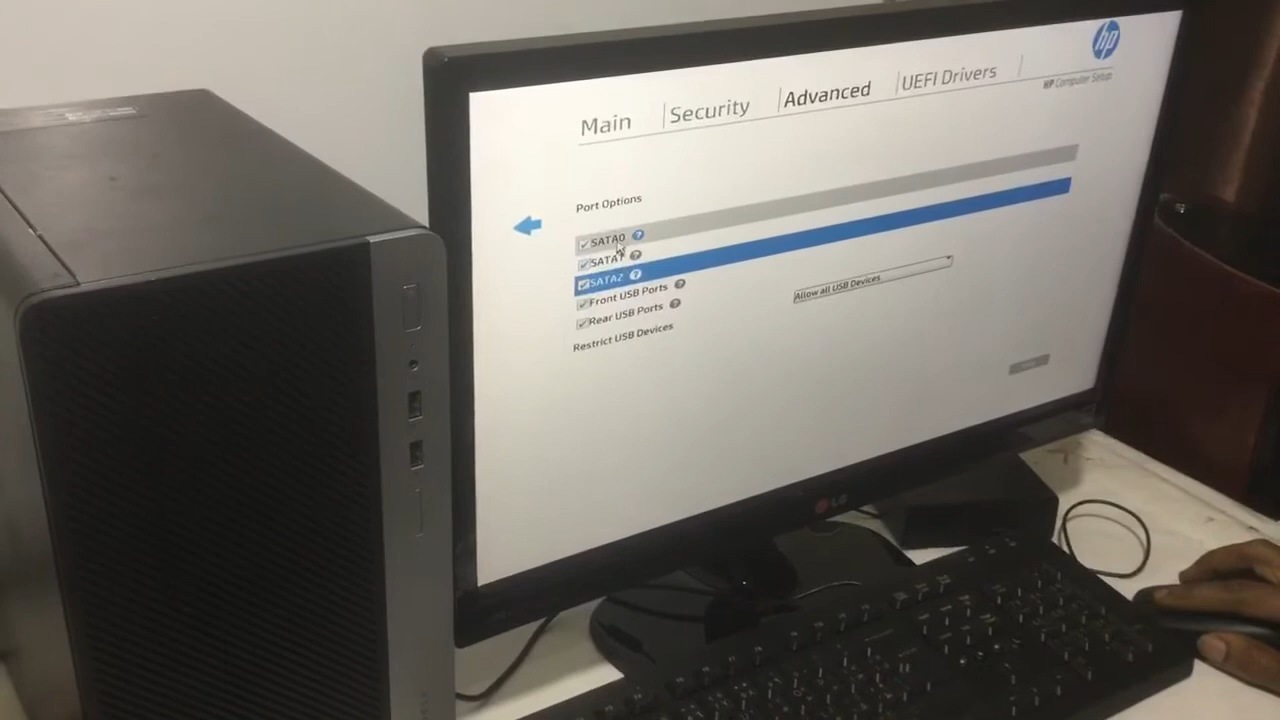 hp
Main
Security
Advanced
UEFI Drivers
HP Computer Setup
Port Options
SATA0
SATA1
SATA2
Front USB Ports
Rear USB Ports
Restrict USB Devices
Allow all USB Devices
LG